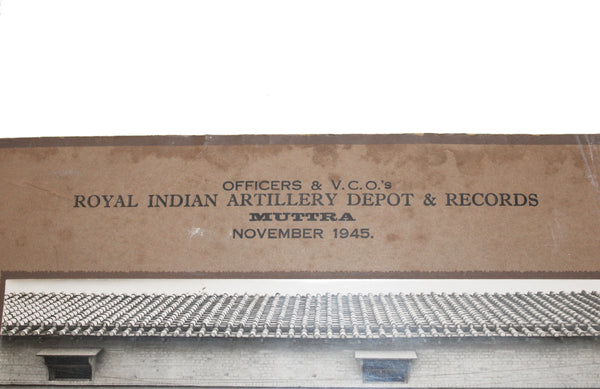 OFFICERS & V.C.O.'s
ROYAL INDIAN ARTILLERY DEPOT & RECORDS
MUTTRA
NOVEMBER 1945.